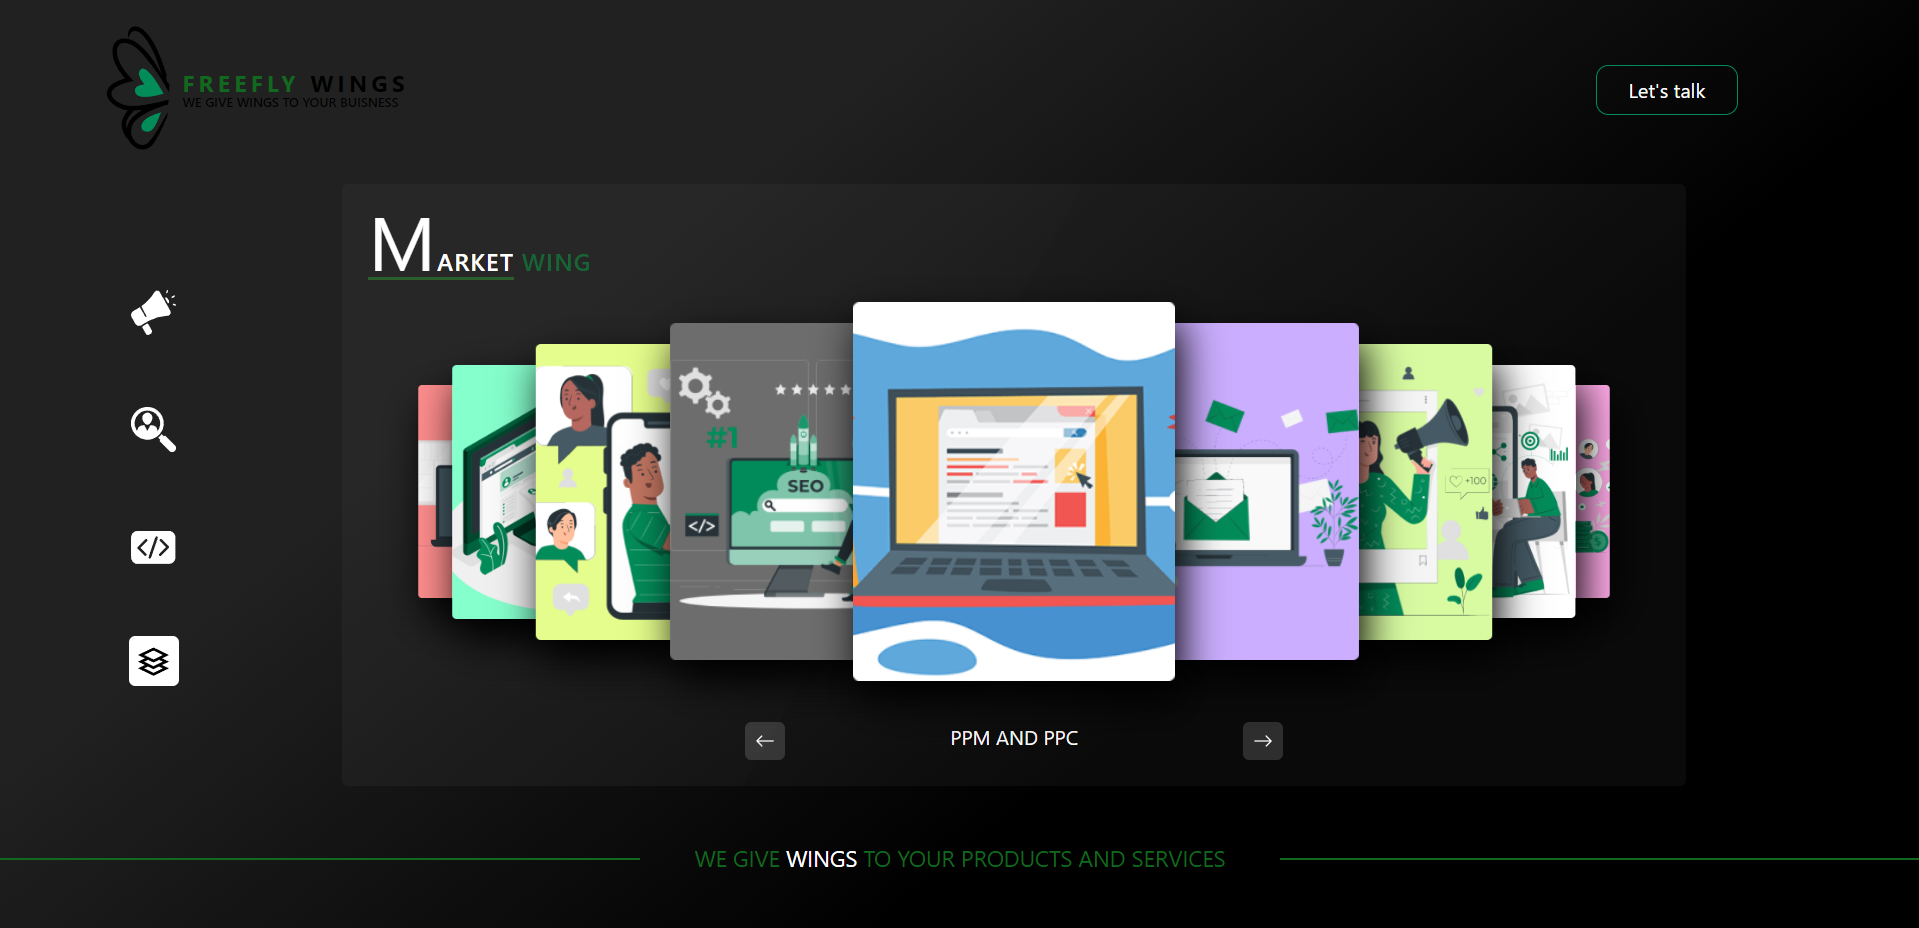 FREEFLY WINGS
WE GIVE WINGS TO YOUR BUISNESS
Let's talk
MARKET WING
#1
SEO
</>
+100
</>
PPM AND PPC
WE GIVE WINGS TO YOUR PRODUCTS AND SERVICES